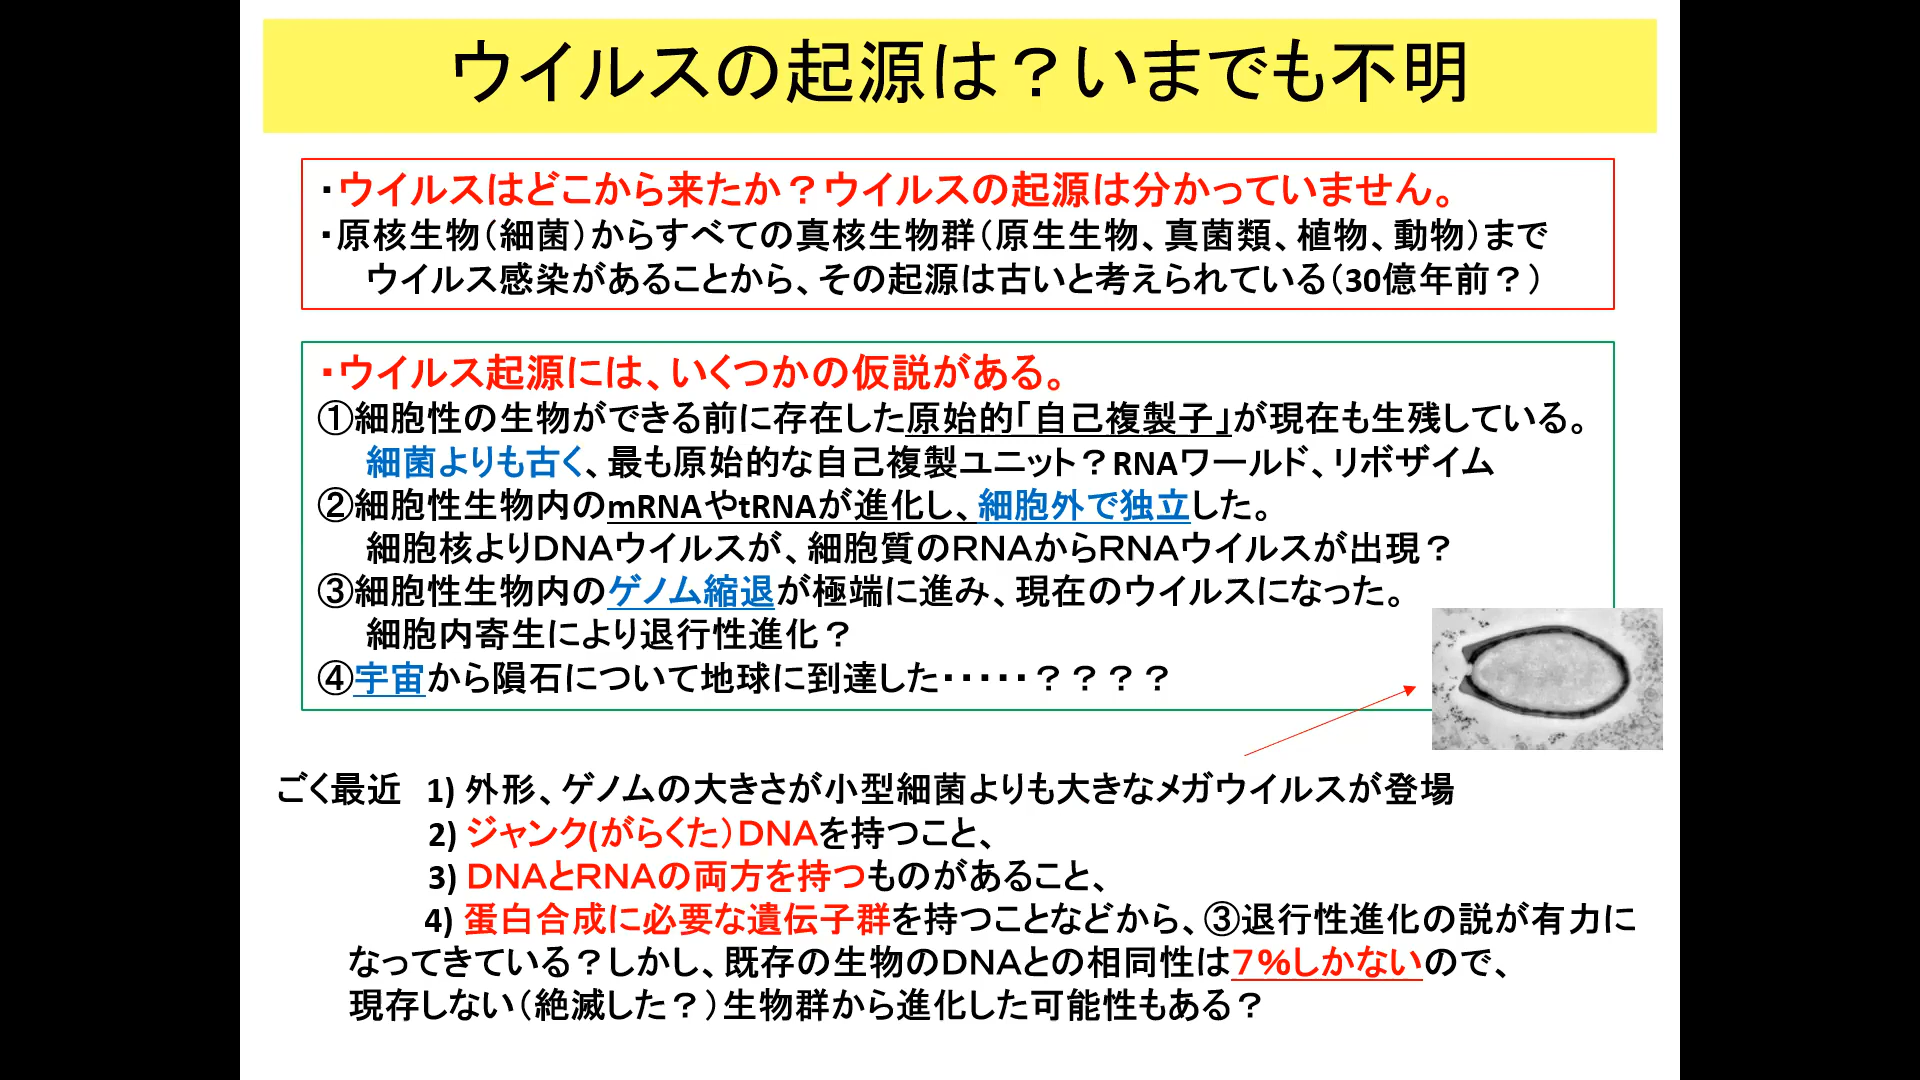 ウイルスの起源は？いまでも不明
・ウイルスはどこから来たか？ウイルスの起源は分かっていません。
・原核生物（細菌）からすべての真核生物群（原生生物、真菌類、植物、動物）まで
ウイルス感染があることから、その起源は古いと考えられている（30億年前？）
・ウイルス起源には、いくつかの仮説がある。
①細胞性の生物ができる前に存在した原始的「自己複製子」が現在も生残している。
細菌よりも古く、最も原始的な自己複製ユニット？RNAワールド、リボザイム
②細胞性生物内のmRNAやtRNAが進化し、細胞外で独立した。
細胞核よりDNAウイルスが、細胞質のRNAからRNAウイルスが出現？
③細胞性生物内のゲノム縮退が極端に進み、現在のウイルスになった。
細胞内寄生により退行性進化？
④宇宙から隕石について地球に到達した・・・・・？？？？
ごく最近 1) 外形、ゲノムの大きさが小型細菌よりも大きなメガウイルスが登場
2) ジャンク(がらくた）DNAを持つこと、
3) DNAとRNAの両方を持つものがあること、
4) 蛋白合成に必要な遺伝子群を持つことなどから、③退行性進化の説が有力に
なってきている？しかし、既存の生物のDNAとの相同性は７％しかないので、
現存しない（絶滅した？）生物群から進化した可能性もある？